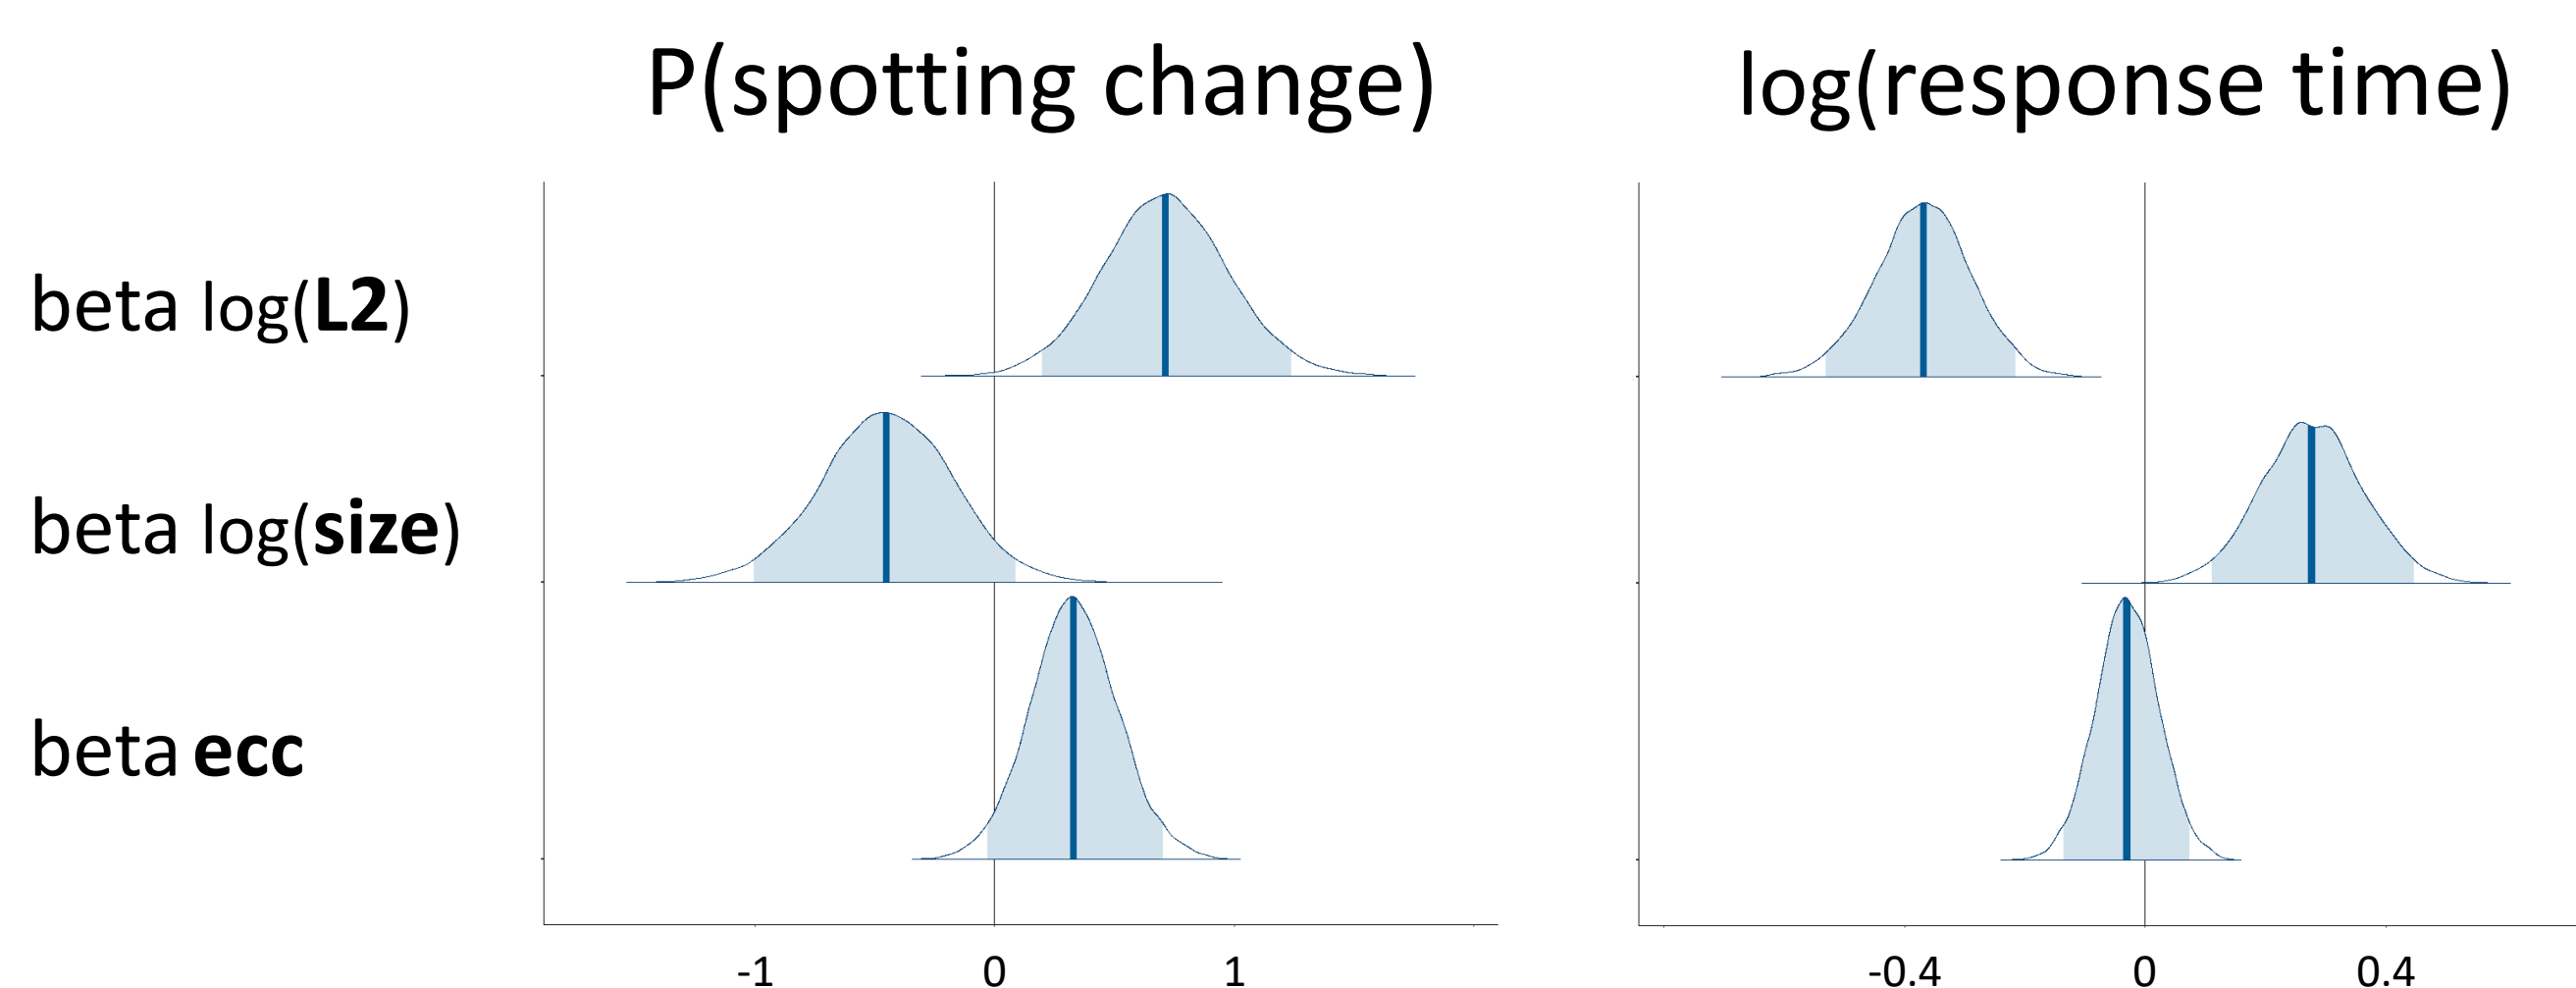 P(spotting change)
log(response time)
beta log(L2)
beta log(size)
beta ecc
-1 0 1
-0.4 0 0.4